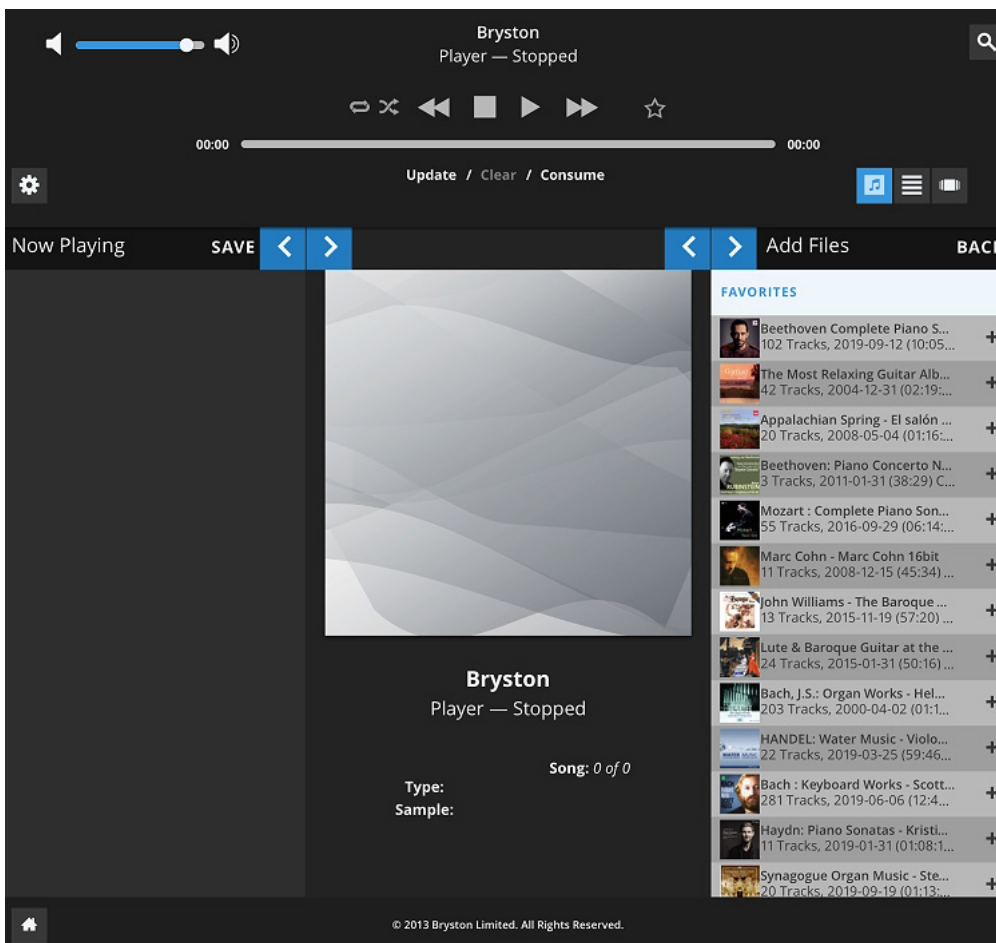 Bryston
Player — Stopped
00:00
00:00
Update / Clear / Consume
Now Playing
SAVE
Add Files
BACK
FAVORITES
Beethoven Complete Piano S...
102 Tracks, 2019-09-12 (10:05...
The Most Relaxing Guitar Alb...
42 Tracks, 2004-12-31 (02:19:...
Appalachian Spring - El salón ...
20 Tracks, 2008-05-04 (01:16:...
Beethoven: Piano Concerto N...
3 Tracks, 2011-01-31 (38:29) C...
Mozart : Complete Piano Son...
55 Tracks, 2016-09-29 (06:14:...
Marc Cohn - Marc Cohn 16bit
11 Tracks, 2008-12-15 (45:34) ...
John Williams - The Baroque ...
13 Tracks, 2015-11-19 (57:20) ...
Lute & Baroque Guitar at the ...
24 Tracks, 2015-01-31 (50:16) ...
Bach, J.S.: Organ Works - Hel...
203 Tracks, 2000-04-02 (01:1...
HANDEL: Water Music - Violo...
22 Tracks, 2019-03-25 (59:46...
Bach : Keyboard Works - Scott...
281 Tracks, 2019-06-06 (12:4...
Haydn: Piano Sonatas - Kristi...
11 Tracks, 2019-01-31 (01:08:1...
Synagogue Organ Music - Ste...
20 Tracks, 2019-09-19 (01:13:...
Bryston
Player — Stopped
Song: 0 of 0
Type:
Sample:
© 2013 Bryston Limited. All Rights Reserved.